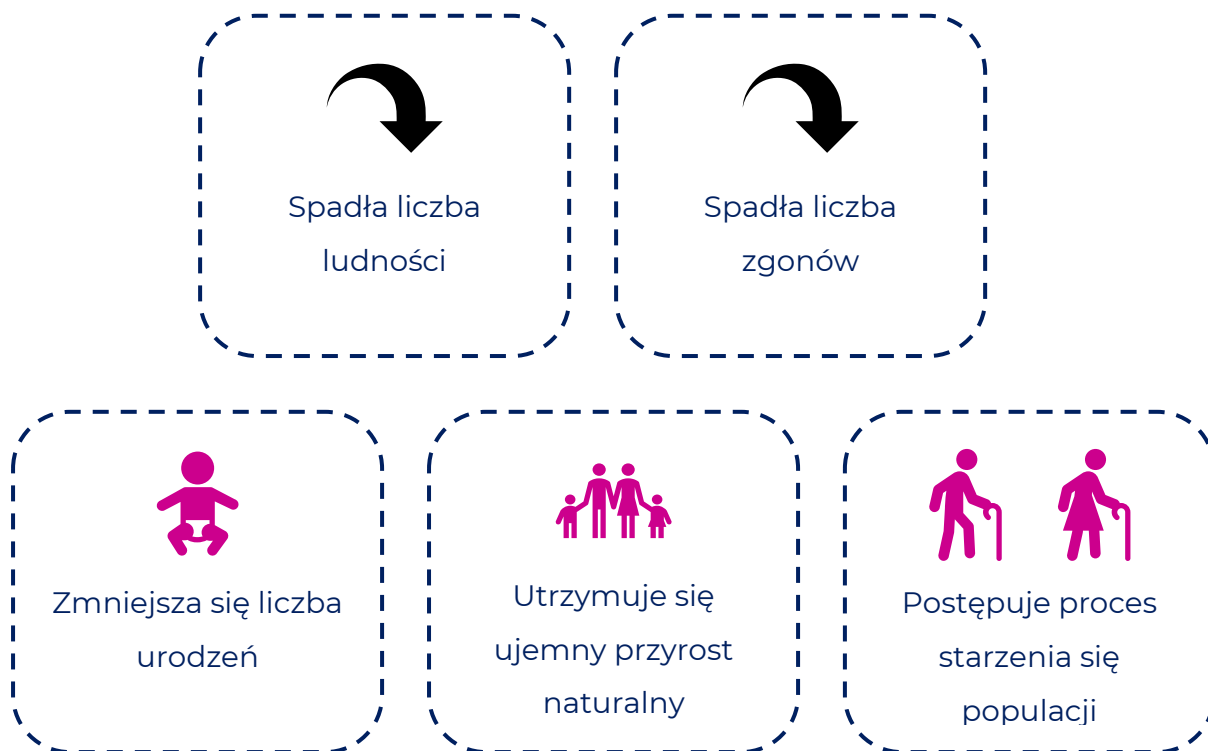 Spadła liczba
ludności
Spadła liczba
zgonów
Zmniejsza się liczba
urodzeń
Utrzymuje się
ujemny przyrost
naturalny
Postępuje proces
starzenia się
populacji